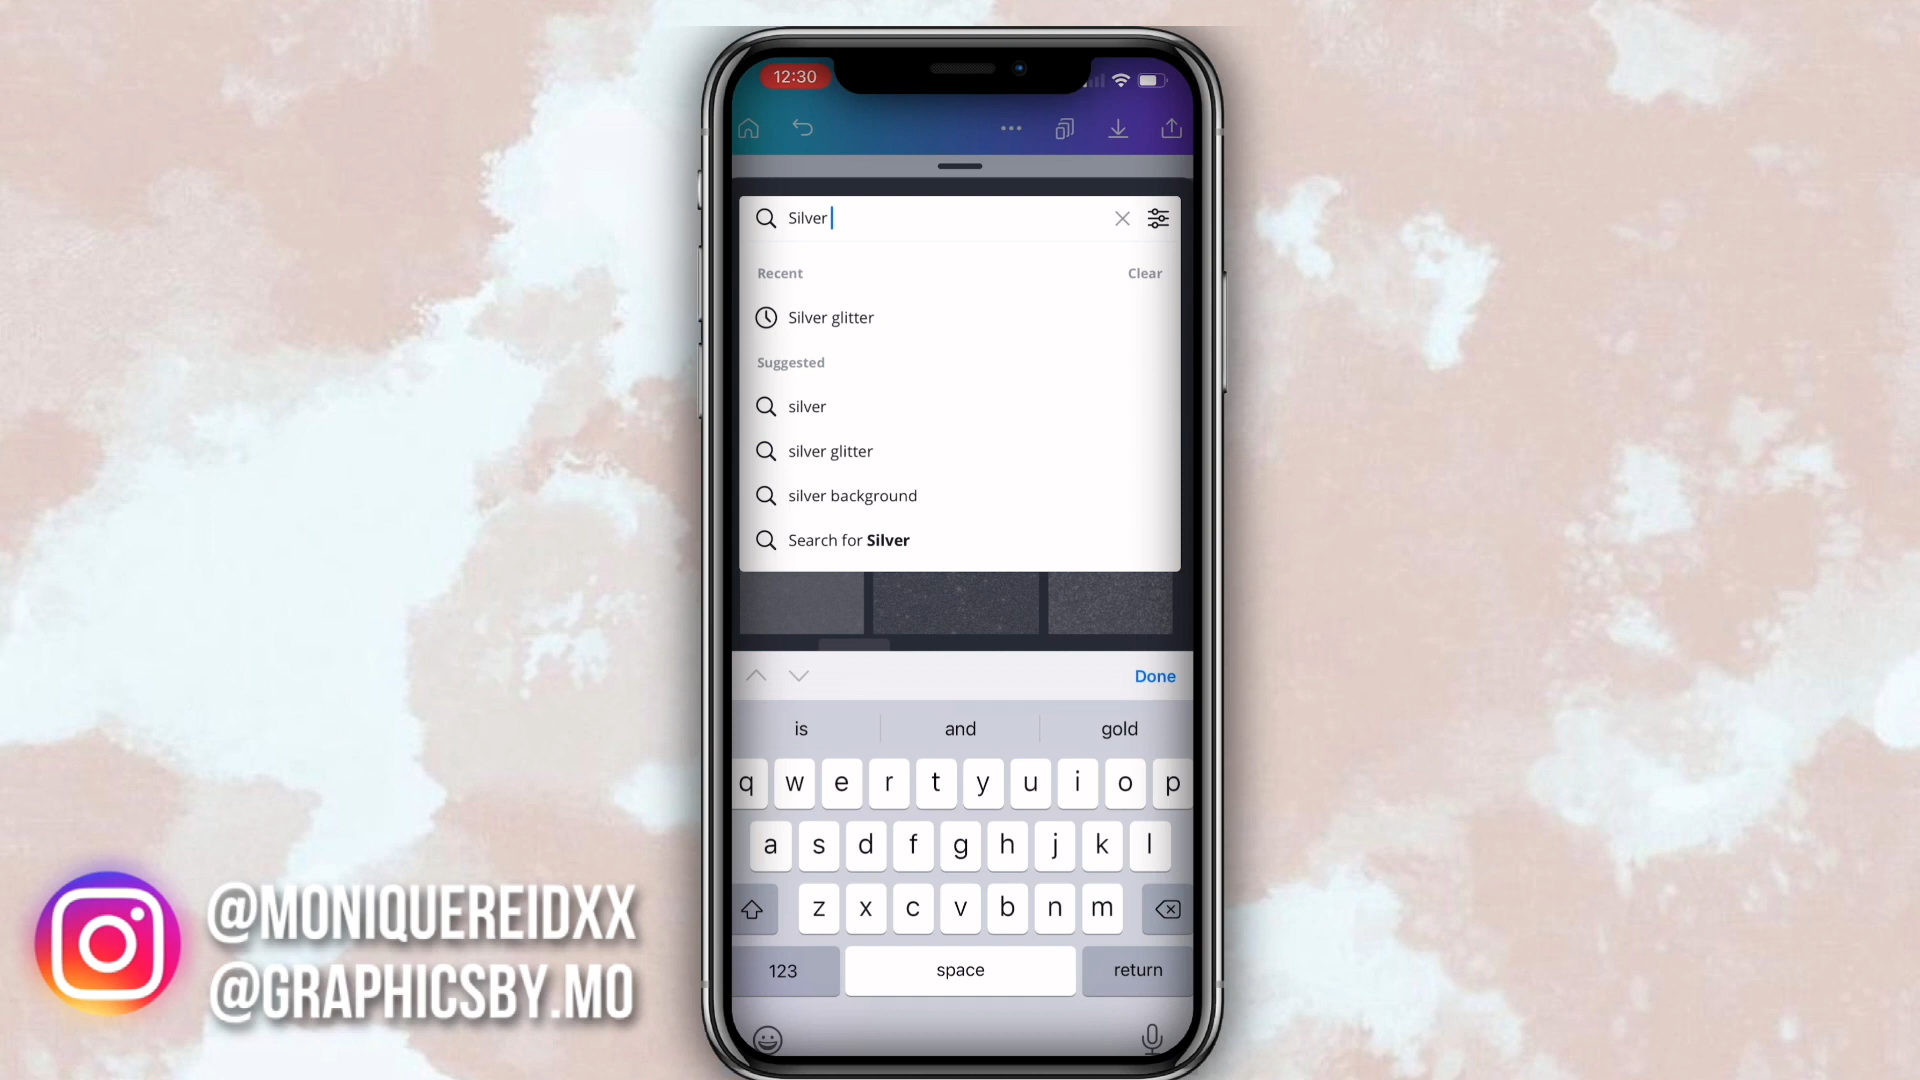 12:30
Silver
Recent
Clear
Silver glitter
Suggested
silver
silver glitter
silver background
Search for Silver
Done
is and gold
q w e r t y u i o p
a s d f g h j k l
z x c v b n m
123 space return
@MONIQUEREIDXX
@GRAPHICSBY.MO